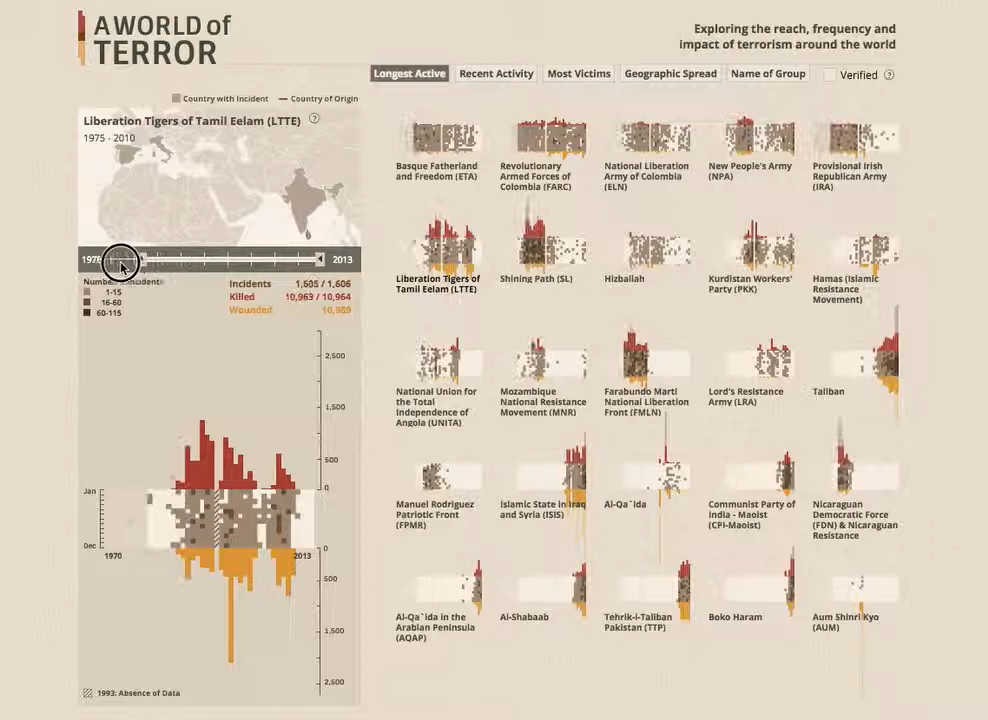 A WORLD of
TERROR
Exploring the reach, frequency and
impact of terrorism around the world
Longest Active
Recent Activity
Most Victims
Geographic Spread
Name of Group
Verified ?
Country with Incident
Country of Origin
Liberation Tigers of Tamil Eelam (LTTE) ?
1975 - 2010
2013
1-15
16-60
60-115
Incidents 1,605 / 1,606
Killed 10,963 / 10,964
Wounded 10,989
2,500
1,500
500
0
Jan
Dec
1970
2013
0
500
1,500
2,500
1993: Absence of Data
Basque Fatherland
and Freedom (ETA)
Revolutionary
Armed Forces of
Colombia (FARC)
National Liberation
Army of Colombia
(ELN)
New People's Army
(NPA)
Provisional Irish
Republican Army
(IRA)
Liberation Tigers of
Tamil Eelam (LTTE)
Shining Path (SL)
Hizballah
Kurdistan Workers'
Party (PKK)
Hamas (Islamic
Resistance
Movement)
National Union for
the Total
Independence of
Angola (UNITA)
Mozambique
National Resistance
Movement (MNR)
Farabundo Marti
National Liberation
Front (FMLN)
Lord's Resistance
Army (LRA)
Taliban
Manuel Rodriguez
Patriotic Front
(FPMR)
Islamic State in Iraq
and Syria (ISIS)
Al-Qa`ida
Communist Party of
India - Maoist
(CPI-Maoist)
Nicaraguan
Democratic Force
(FDN) & Nicaraguan
Resistance
Al-Qa`ida in the
Arabian Peninsula
(AQAP)
Al-Shabaab
Tehrik-i-Taliban
Pakistan (TTP)
Boko Haram
Aum Shinri Kyo
(AUM)